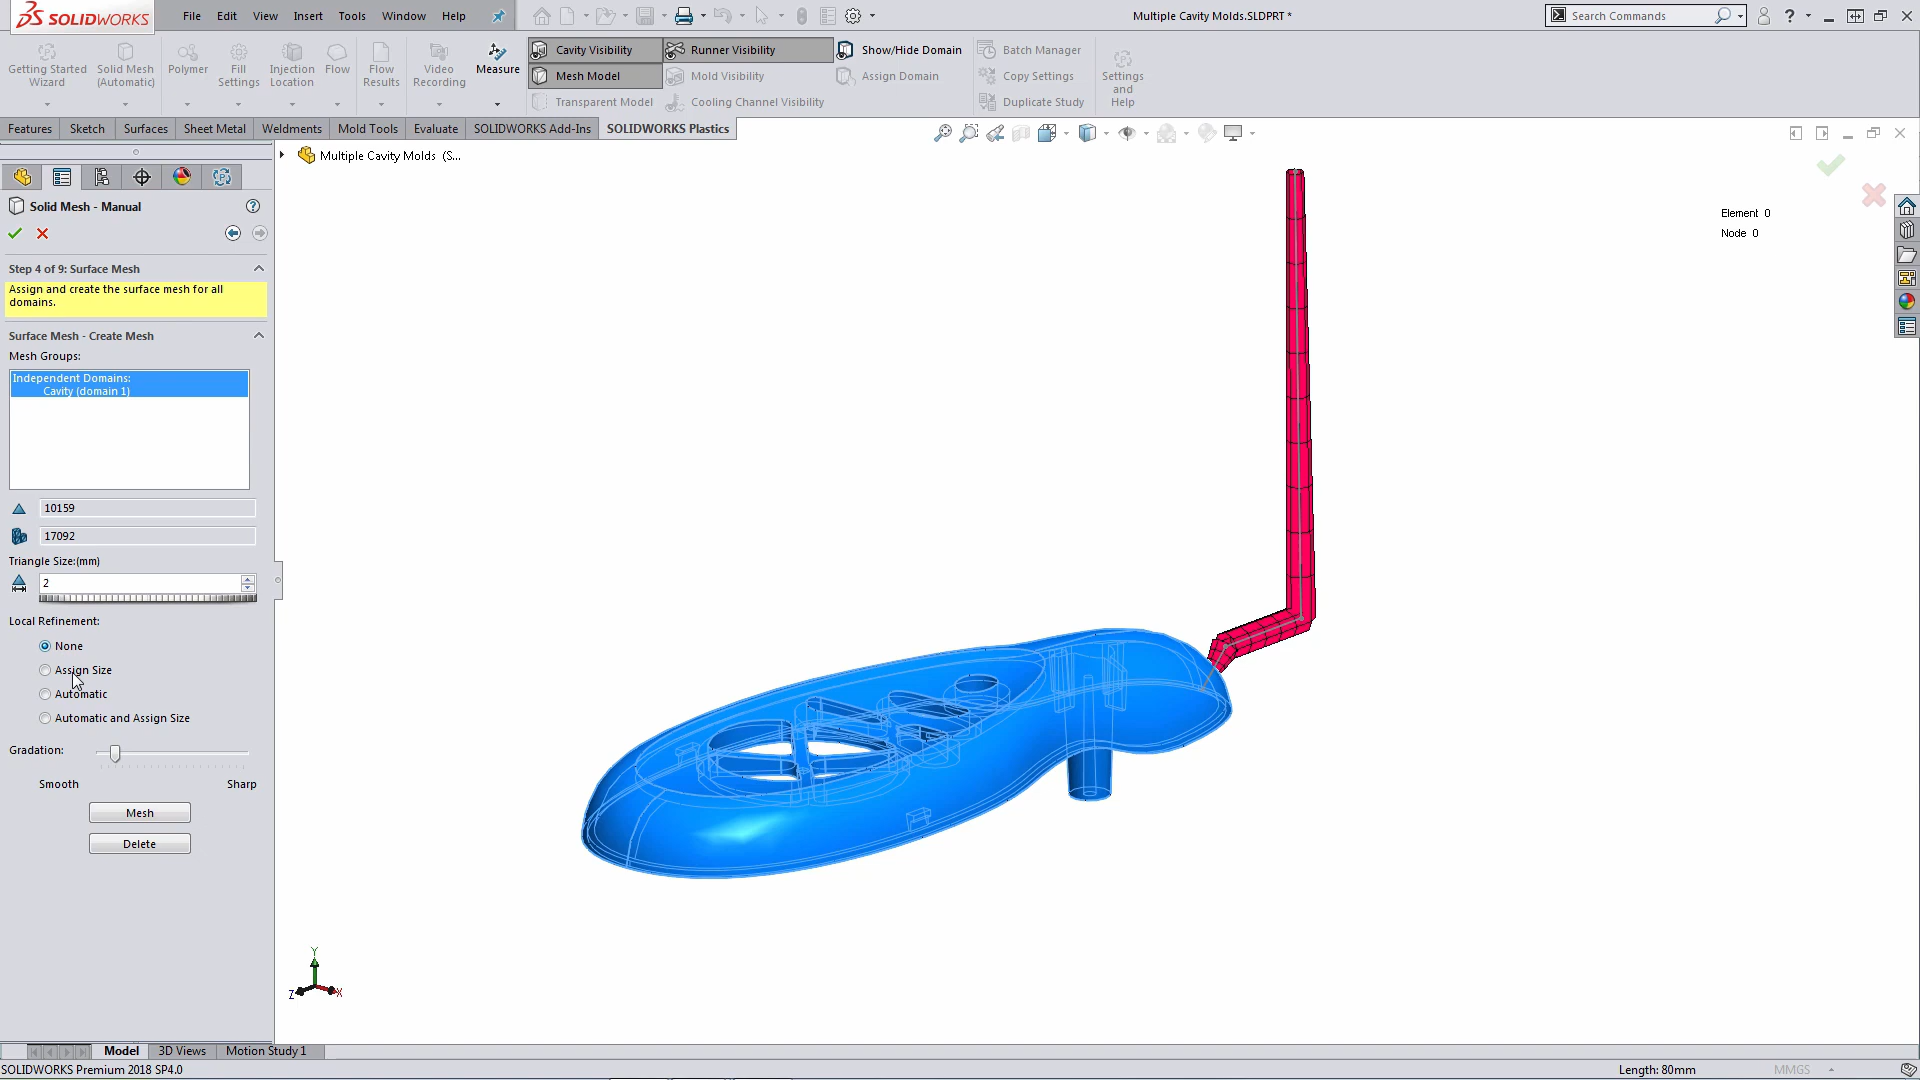 SOLIDWORKS
File Edit View Insert Tools Window Help
Multiple Cavity Molds.SLDPRT *
Search Commands
Getting Started Wizard
Solid Mesh (Automatic)
Polymer
Fill Settings
Injection Location
Flow
Flow Results
Video Recording
Measure
Cavity Visibility
Runner Visibility
Show/Hide Domain
Batch Manager
Mesh Model
Mold Visibility
Assign Domain
Copy Settings
Transparent Model
Cooling Channel Visibility
Duplicate Study
Settings and Help
Features Sketch Surfaces Sheet Metal Weldments Mold Tools Evaluate SOLIDWORKS Add-Ins SOLIDWORKS Plastics
Multiple Cavity Molds (S...
Element 0
Node 0
Solid Mesh - Manual
Step 4 of 9: Surface Mesh
Assign and create the surface mesh for all
domains.
Surface Mesh - Create Mesh
Mesh Groups:
Independent Domains:
Cavity (domain 1)
10159
17092
Triangle Size:(mm)
2
Local Refinement:
None
Assign Size
Automatic
Automatic and Assign Size
Gradation:
Smooth Sharp
Mesh
Delete
Y
Z X
Model 3D Views Motion Study 1
SOLIDWORKS Premium 2018 SP4.0
Length: 80mm
MMGS